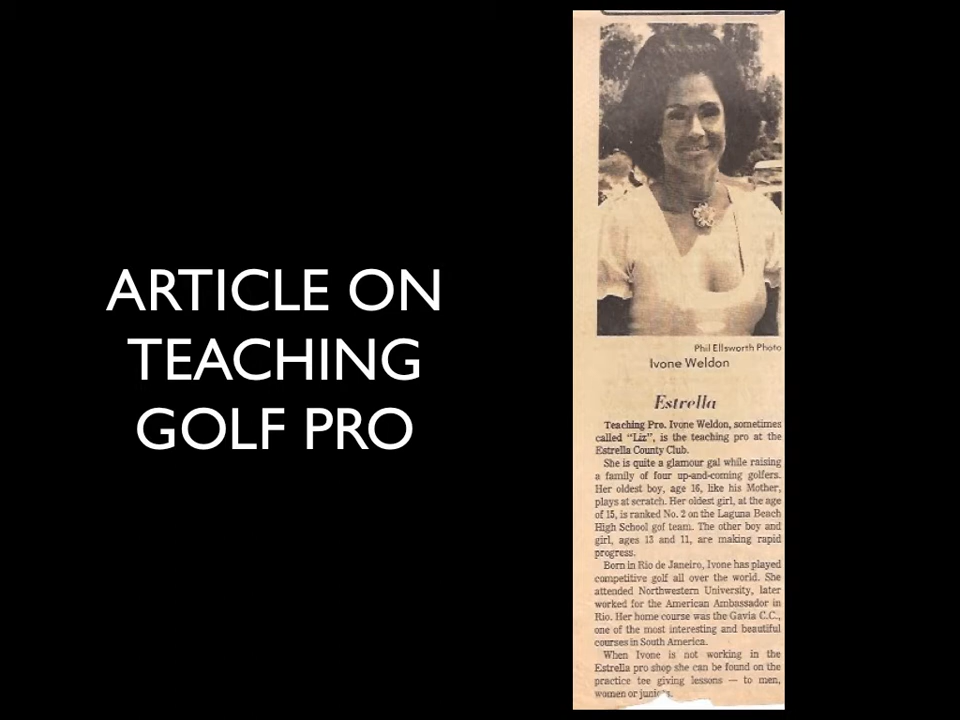 ARTICLE ON
TEACHING
GOLF PRO
Phil Ellsworth Photo
Ivone Weldon
Estrella
Teaching Pro. Ivone Weldon, sometimes
called "Liz", is the teaching pro at the
Estrella County Club.
She is quite a glamour gal while raising
a family of four up-and-coming golfers.
Her oldest boy, age 16, like his Mother,
plays at scratch. Her oldest girl, at the age
of 15, is ranked No. 2 on the Laguna Beach
High School gof team. The other boy and
girl, ages 13 and 11, are making rapid
progress.
Born in Rio de Janeiro, Ivone has played
competitive golf all over the world. She
attended Northwestern University, later
worked for the American Ambassador in
Rio. Her home course was the Gavia C.C.,
one of the most interesting and beautiful
courses in South America.
When Ivone is not working in the
Estrella pro shop she can be found on the
practice tee giving lessons — to men,
women or